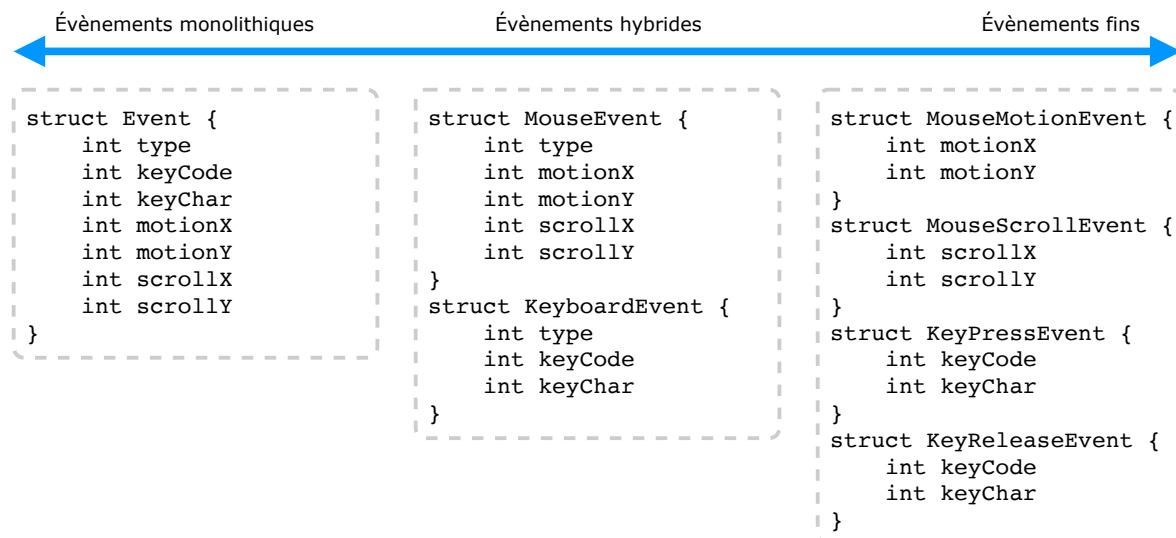 Évènements monolithiques
Évènements hybrides
Évènements fins
struct Event {
    int type
    int keyCode
    int keyChar
    int motionX
    int motionY
    int scrollX
    int scrollY
}
struct MouseEvent {
    int type
    int motionX
    int motionY
    int scrollX
    int scrollY
}
struct KeyboardEvent {
    int type
    int keyCode
    int keyChar
}
struct MouseMotionEvent {
    int motionX
    int motionY
}
struct MouseScrollEvent {
    int scrollX
    int scrollY
}
struct KeyPressEvent {
    int keyCode
    int keyChar
}
struct KeyReleaseEvent {
    int keyCode
    int keyChar
}